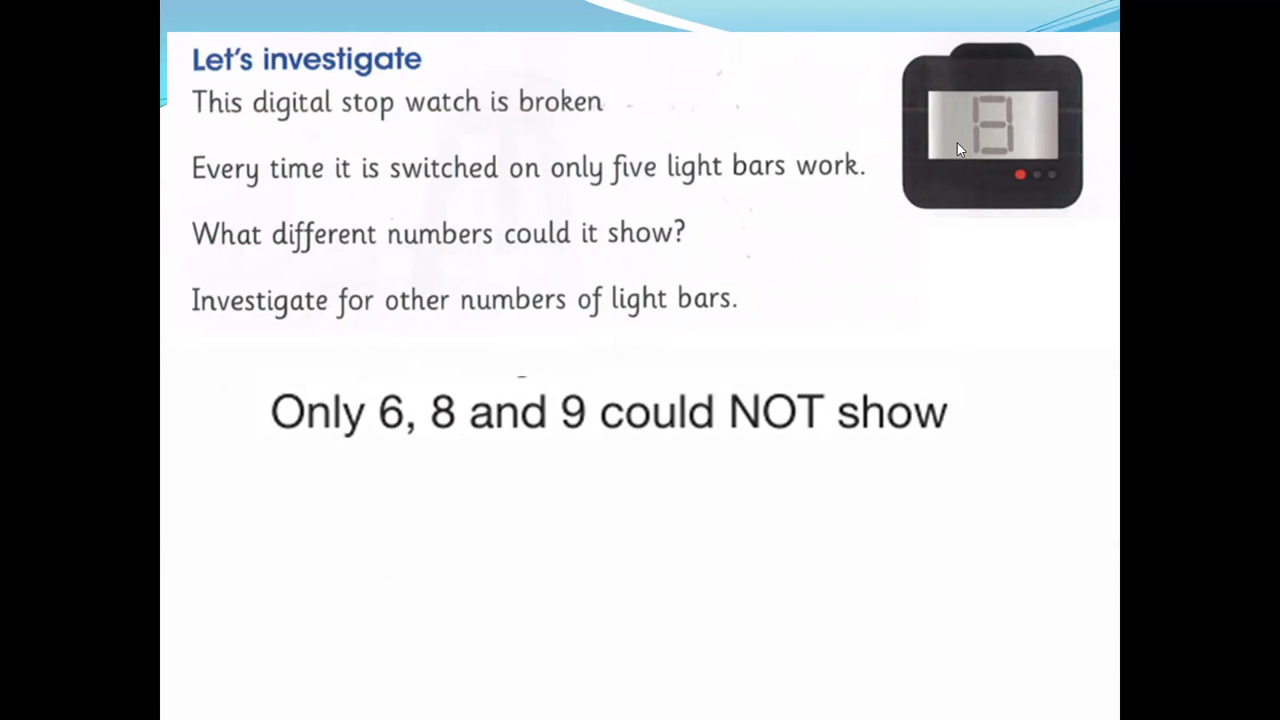 Let's investigate
This digital stop watch is broken
Every time it is switched on only five light bars work.
What different numbers could it show?
Investigate for other numbers of light bars.
Only 6, 8 and 9 could NOT show